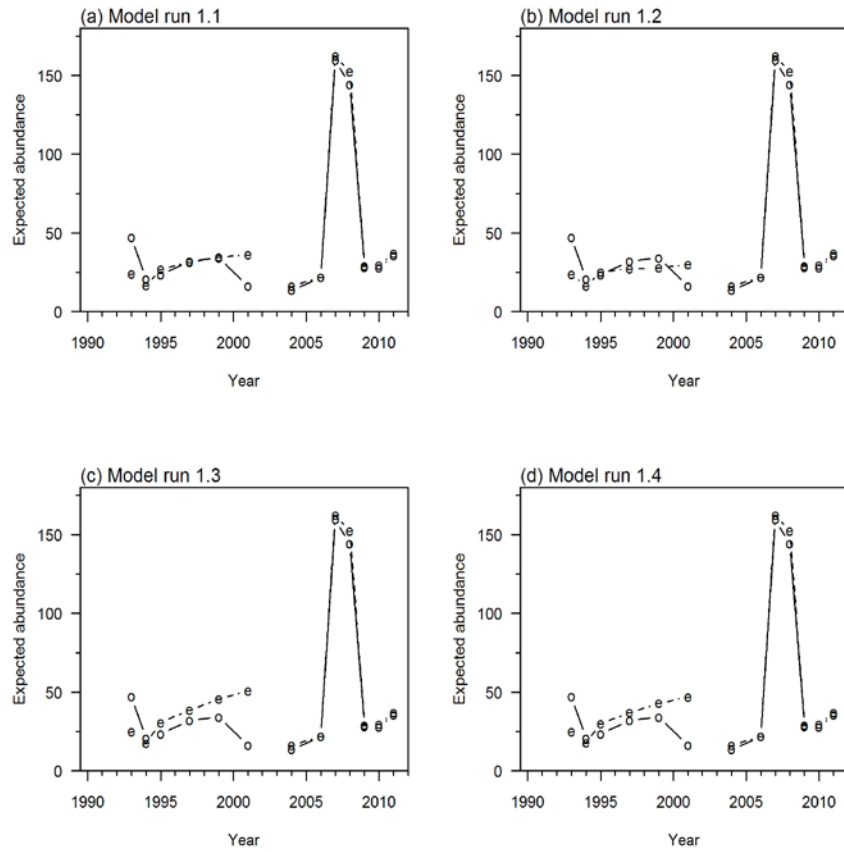 (a) Model run 1.1
Expected abundance
150
100
50
0
1990 1995 2000 2005 2010
Year
(b) Model run 1.2
Expected abundance
150
100
50
0
1990 1995 2000 2005 2010
Year
(c) Model run 1.3
Expected abundance
150
100
50
0
1990 1995 2000 2005 2010
Year
(d) Model run 1.4
Expected abundance
150
100
50
0
1990 1995 2000 2005 2010
Year